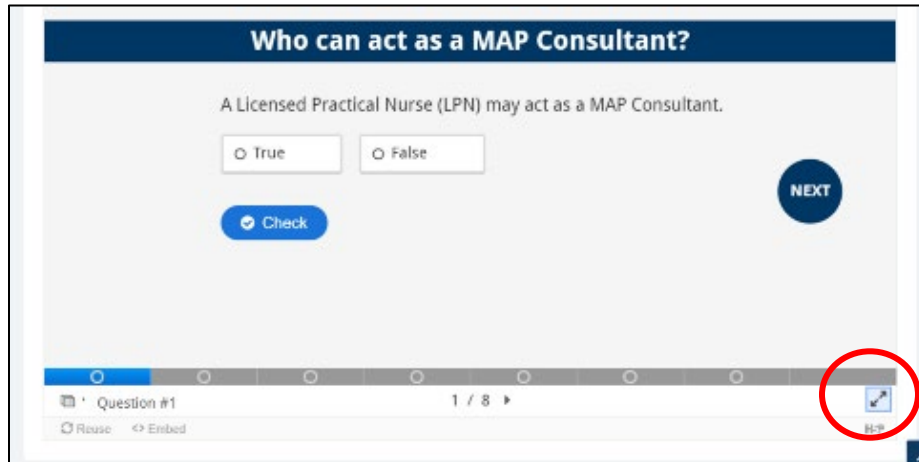 Who can act as a MAP Consultant?
A Licensed Practical Nurse (LPN) may act as a MAP Consultant.
True False
NEXT
Check
Question #1 1 / 8
Reuse <> Embed
H-P